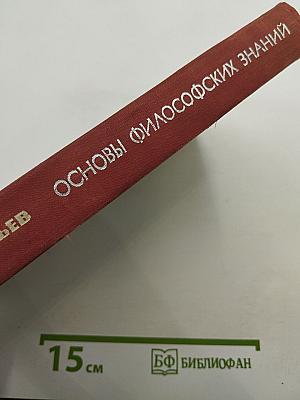 ЬЕВ ОСНОВЫ ФИЛОСОФСКИХ ЗНАНИЙ
15 см
БФ БИБЛИОФАН